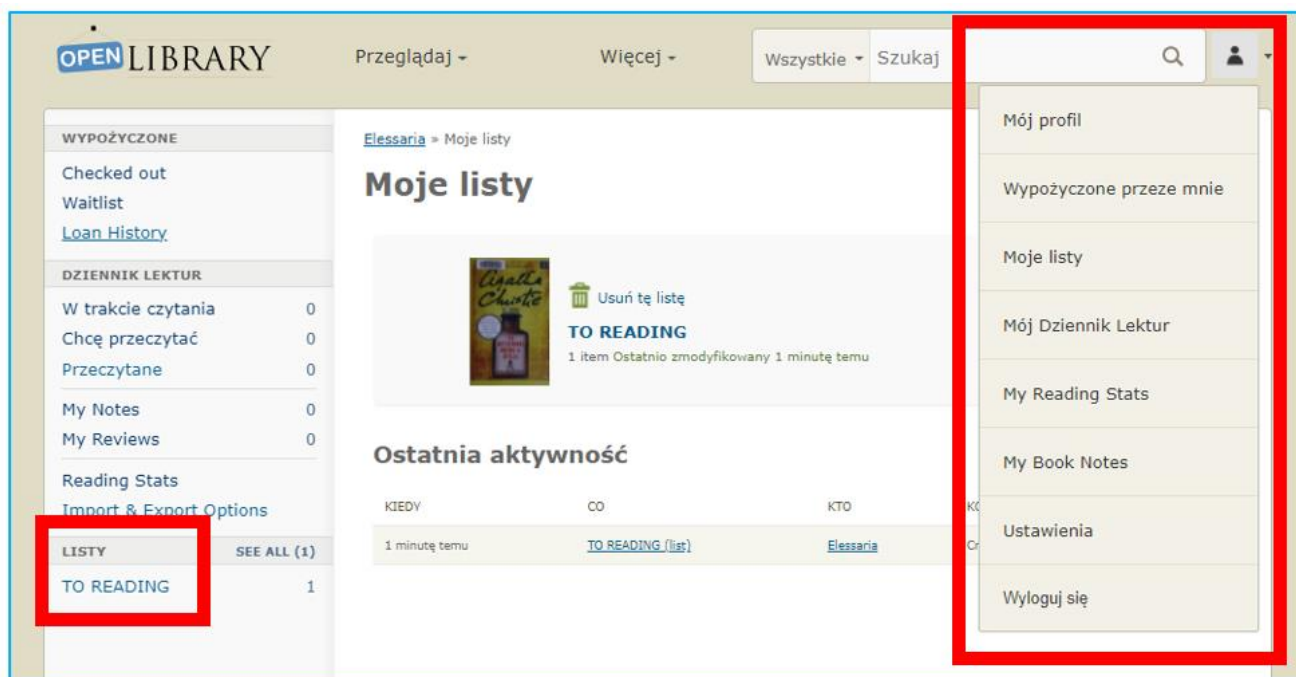 OPEN LIBRARY
Przeglądaj
Więcej
Wszystkie
Szukaj
WYPOŻYCZONE
Checked out
Waitlist
Loan History
DZIENNIK LEKTUR
W trakcie czytania 0
Chcę przeczytać 0
Przeczytane 0
My Notes 0
My Reviews 0
Reading Stats
Import & Export Options
LISTY SEE ALL (1)
TO READING 1
Elessaria » Moje listy
Moje listy
Agatha
Christie
Usuń tę listę
TO READING
1 item Ostatnio zmodyfikowany 1 minutę temu
Ostatnia aktywność
KIEDY CO KTO
1 minutę temu TO READING (list) Elessaria
Mój profil
Wypożyczone przeze mnie
Moje listy
Mój Dziennik Lektur
My Reading Stats
My Book Notes
Ustawienia
Wyloguj się